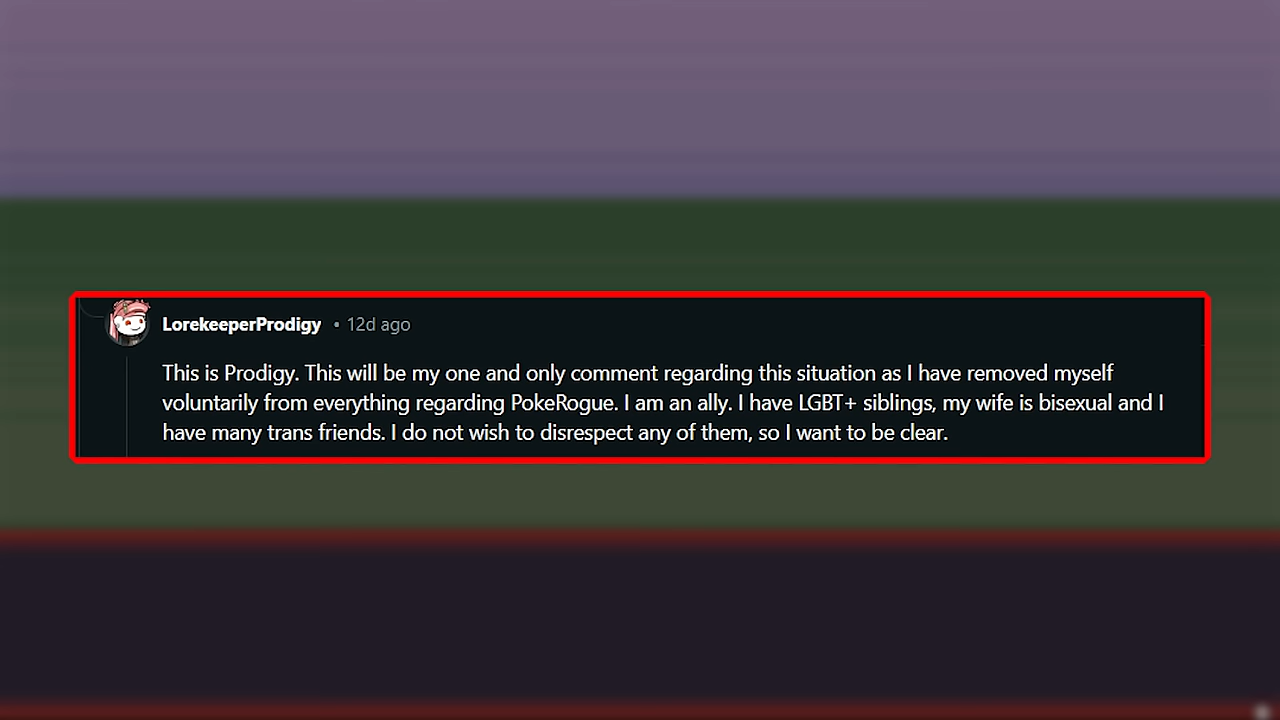 LorekeeperProdigy • 12d ago
This is Prodigy. This will be my one and only comment regarding this situation as I have removed myself
voluntarily from everything regarding PokeRogue. I am an ally. I have LGBT+ siblings, my wife is bisexual and I
have many trans friends. I do not wish to disrespect any of them, so I want to be clear.